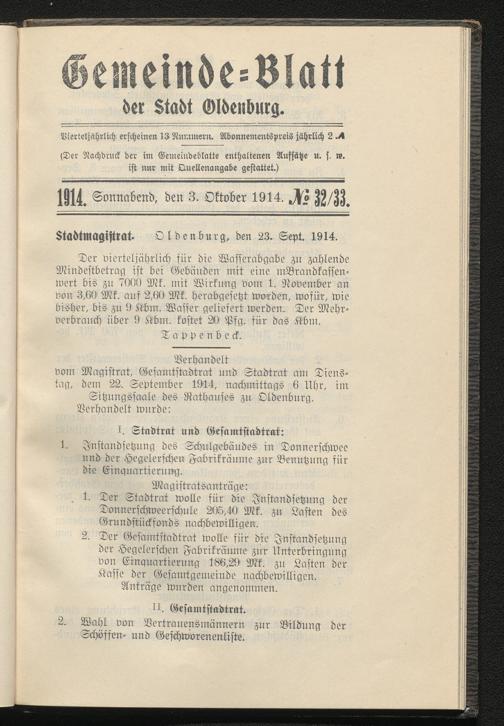 Gemeinde=Blatt
der Stadt Oldenburg.
Vierteljährlich erscheinen 13 Nummern. Abonnementspreis jährlich 2 ℳ
(Der Nachdruck der im Gemeindeblatte enthaltenen Aufsätze u. s. w.
ist nur mit Quellenangabe gestattet.)
1914. Sonnabend, den 3. Oktober 1914. № 32/33.
Stadtmagistrat. Oldenburg, den 23. Sept. 1914.
Der vierteljährlich für die Wasserabgabe zu zahlende
Mindestbetrag ist bei Gebäuden mit eine mBrandkassen-
wert bis zu 7000 Mk. mit Wirkung vom 1. November an
von 3,60 Mk. auf 2,60 Mk. herabgesetzt worden, wofür, wie
bisher, bis zu 9 Kbm. Wasser geliefert werden. Der Mehr-
verbrauch über 9 Kbm. kostet 20 Pfg. für das Kbm.
Tappenbeck.
Verhandelt
vom Magistrat, Gesamtstadtrat und Stadtrat am Diens-
tag, dem 22. September 1914, nachmittags 6 Uhr, im
Sitzungssaale des Rathauses zu Oldenburg.
Verhandelt wurde:
I. Stadtrat und Gesamtstadtrat:
1. Instandsetzung des Schulgebäudes in Donnerschwee
und der Hegelerschen Fabrikräume zur Benutzung für
die Einquartierung.
Magistratsanträge:
1. Der Stadtrat wolle für die Instandsetzung der
Donnerschweerschule 205,40 Mk. zu Lasten des
Grundstückfonds nachbewilligen.
2. Der Gesamtstadtrat wolle für die Instandsetzung
der Hegelerschen Fabrikräume zur Unterbringung
von Einquartierung 186,29 Mk. zu Lasten der
Kasse der Gesamtgemeinde nachbewilligen.
Anträge wurden angenommen.
II. Gesamtstadtrat.
2. Wahl von Vertrauensmännern zur Bildung der
Schöffen- und Geschworenenliste.